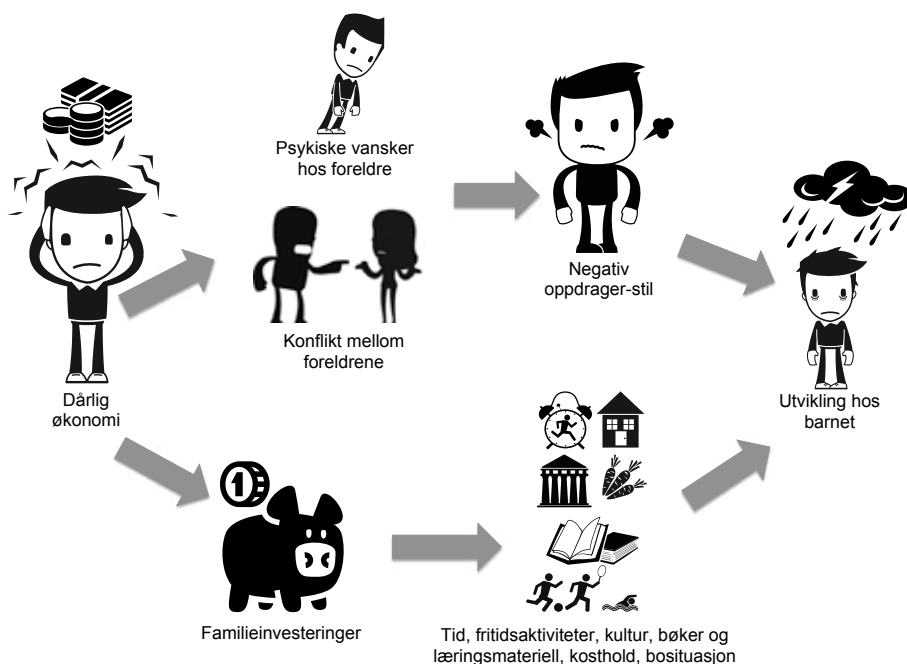 Psykiske vansker
hos foreldre
Konflikt mellom
foreldrene
Negativ
oppdrager-stil
Dårlig
økonomi
Utvikling hos
barnet
1
Familieinvesteringer
Tid, fritidsaktiviteter, kultur, bøker og
læringsmateriell, kosthold, bosituasjon